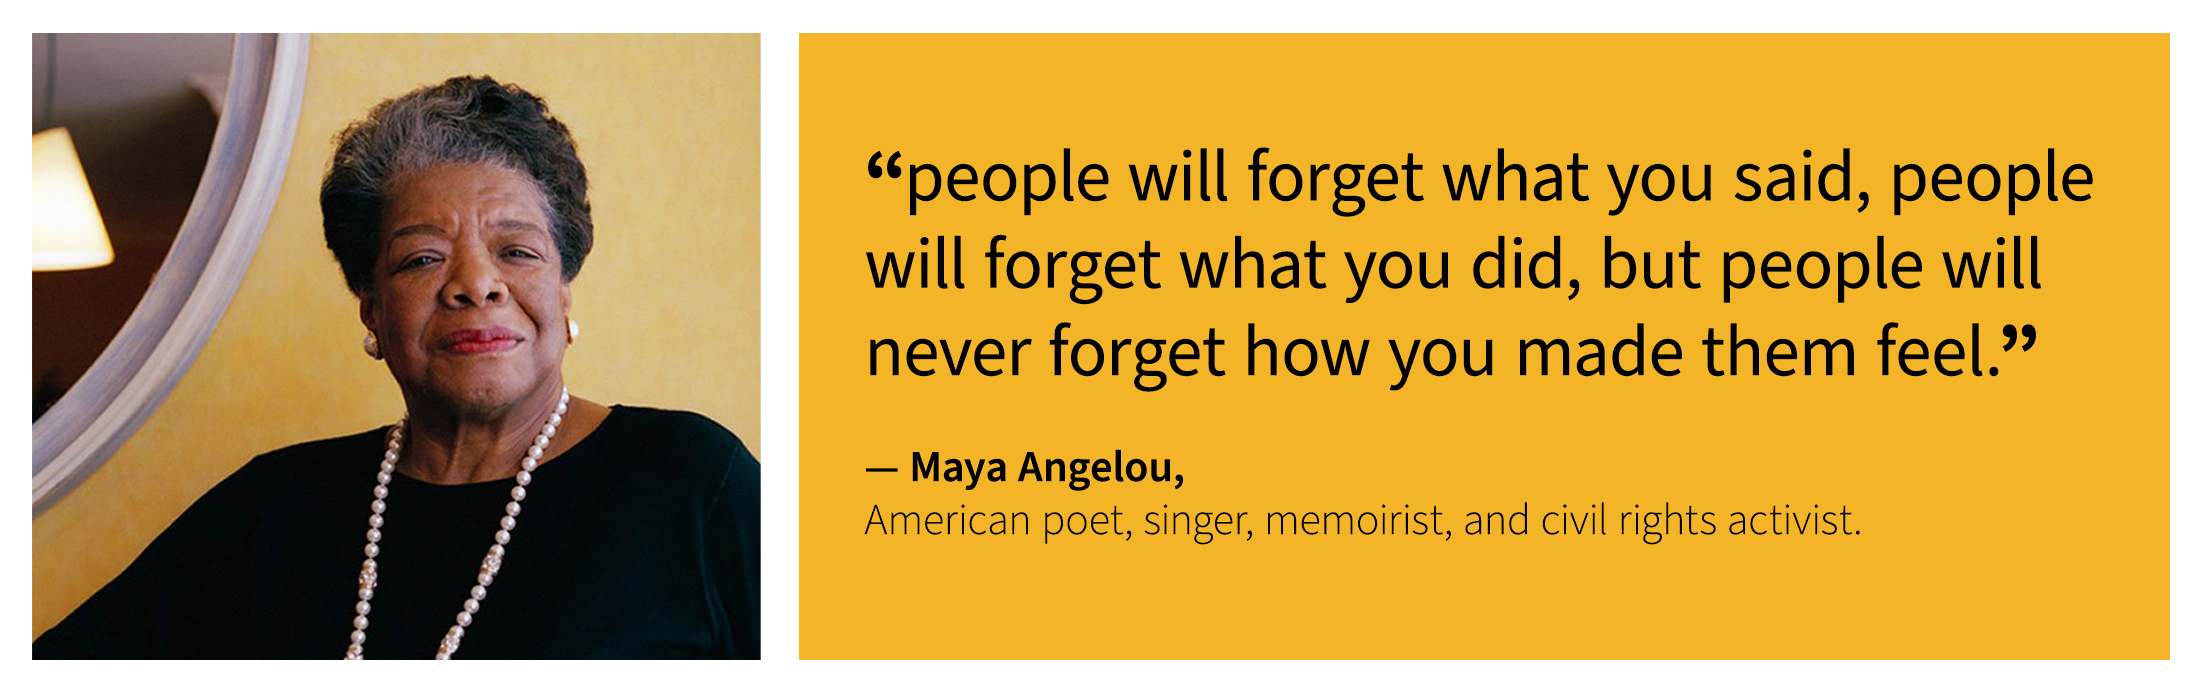 “people will forget what you said, people
will forget what you did, but people will
never forget how you made them feel.”
— Maya Angelou,
American poet, singer, memoirist, and civil rights activist.